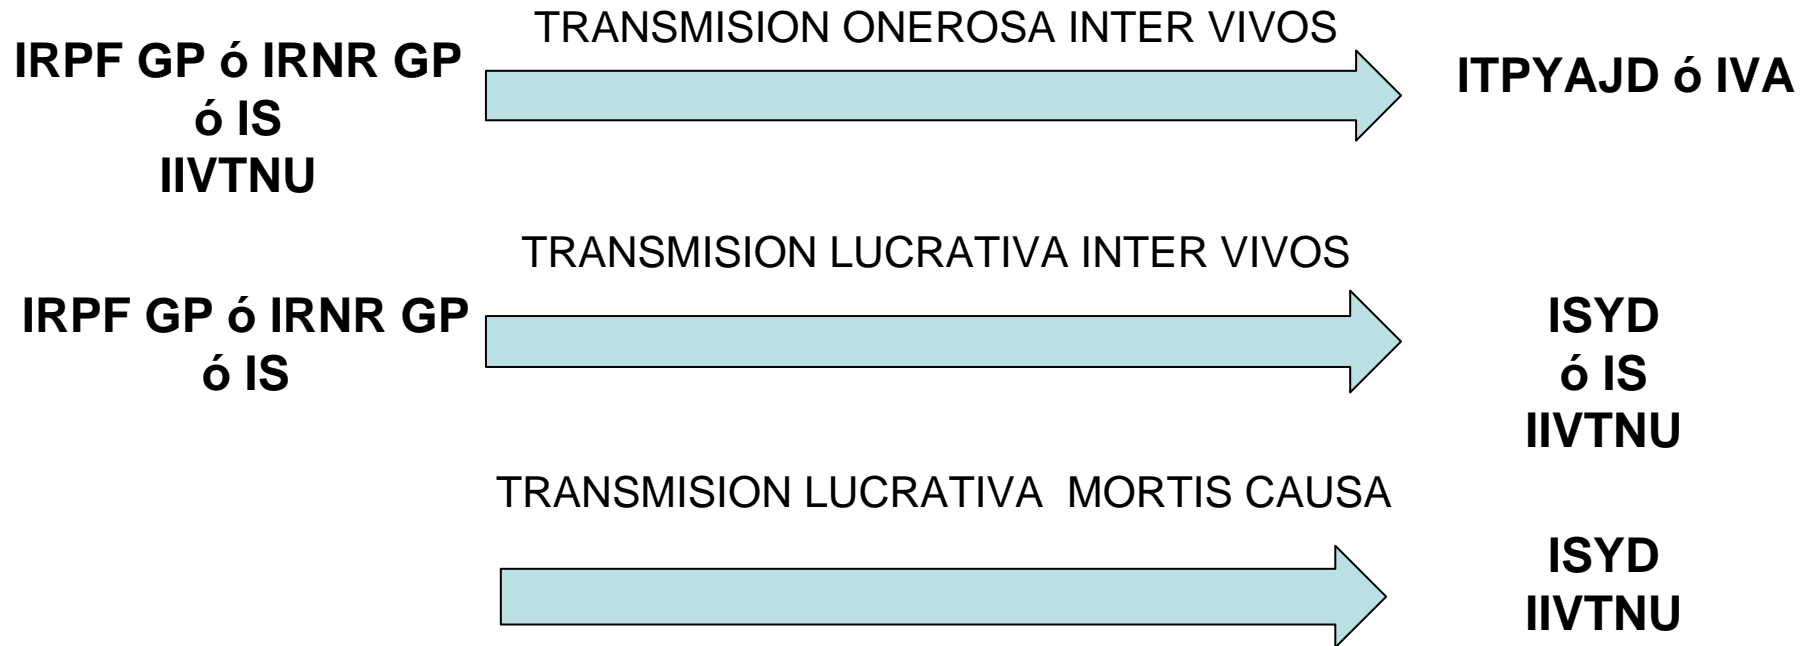 TRANSMISION ONEROSA INTER VIVOS
IRPF GP ó IRNR GP
ó IS
IIVTNU
ITPYAJD ó IVA
TRANSMISION LUCRATIVA INTER VIVOS
IRPF GP ó IRNR GP
ó IS
ISYD
ó IS
IIVTNU
TRANSMISION LUCRATIVA MORTIS CAUSA
ISYD
IIVTNU